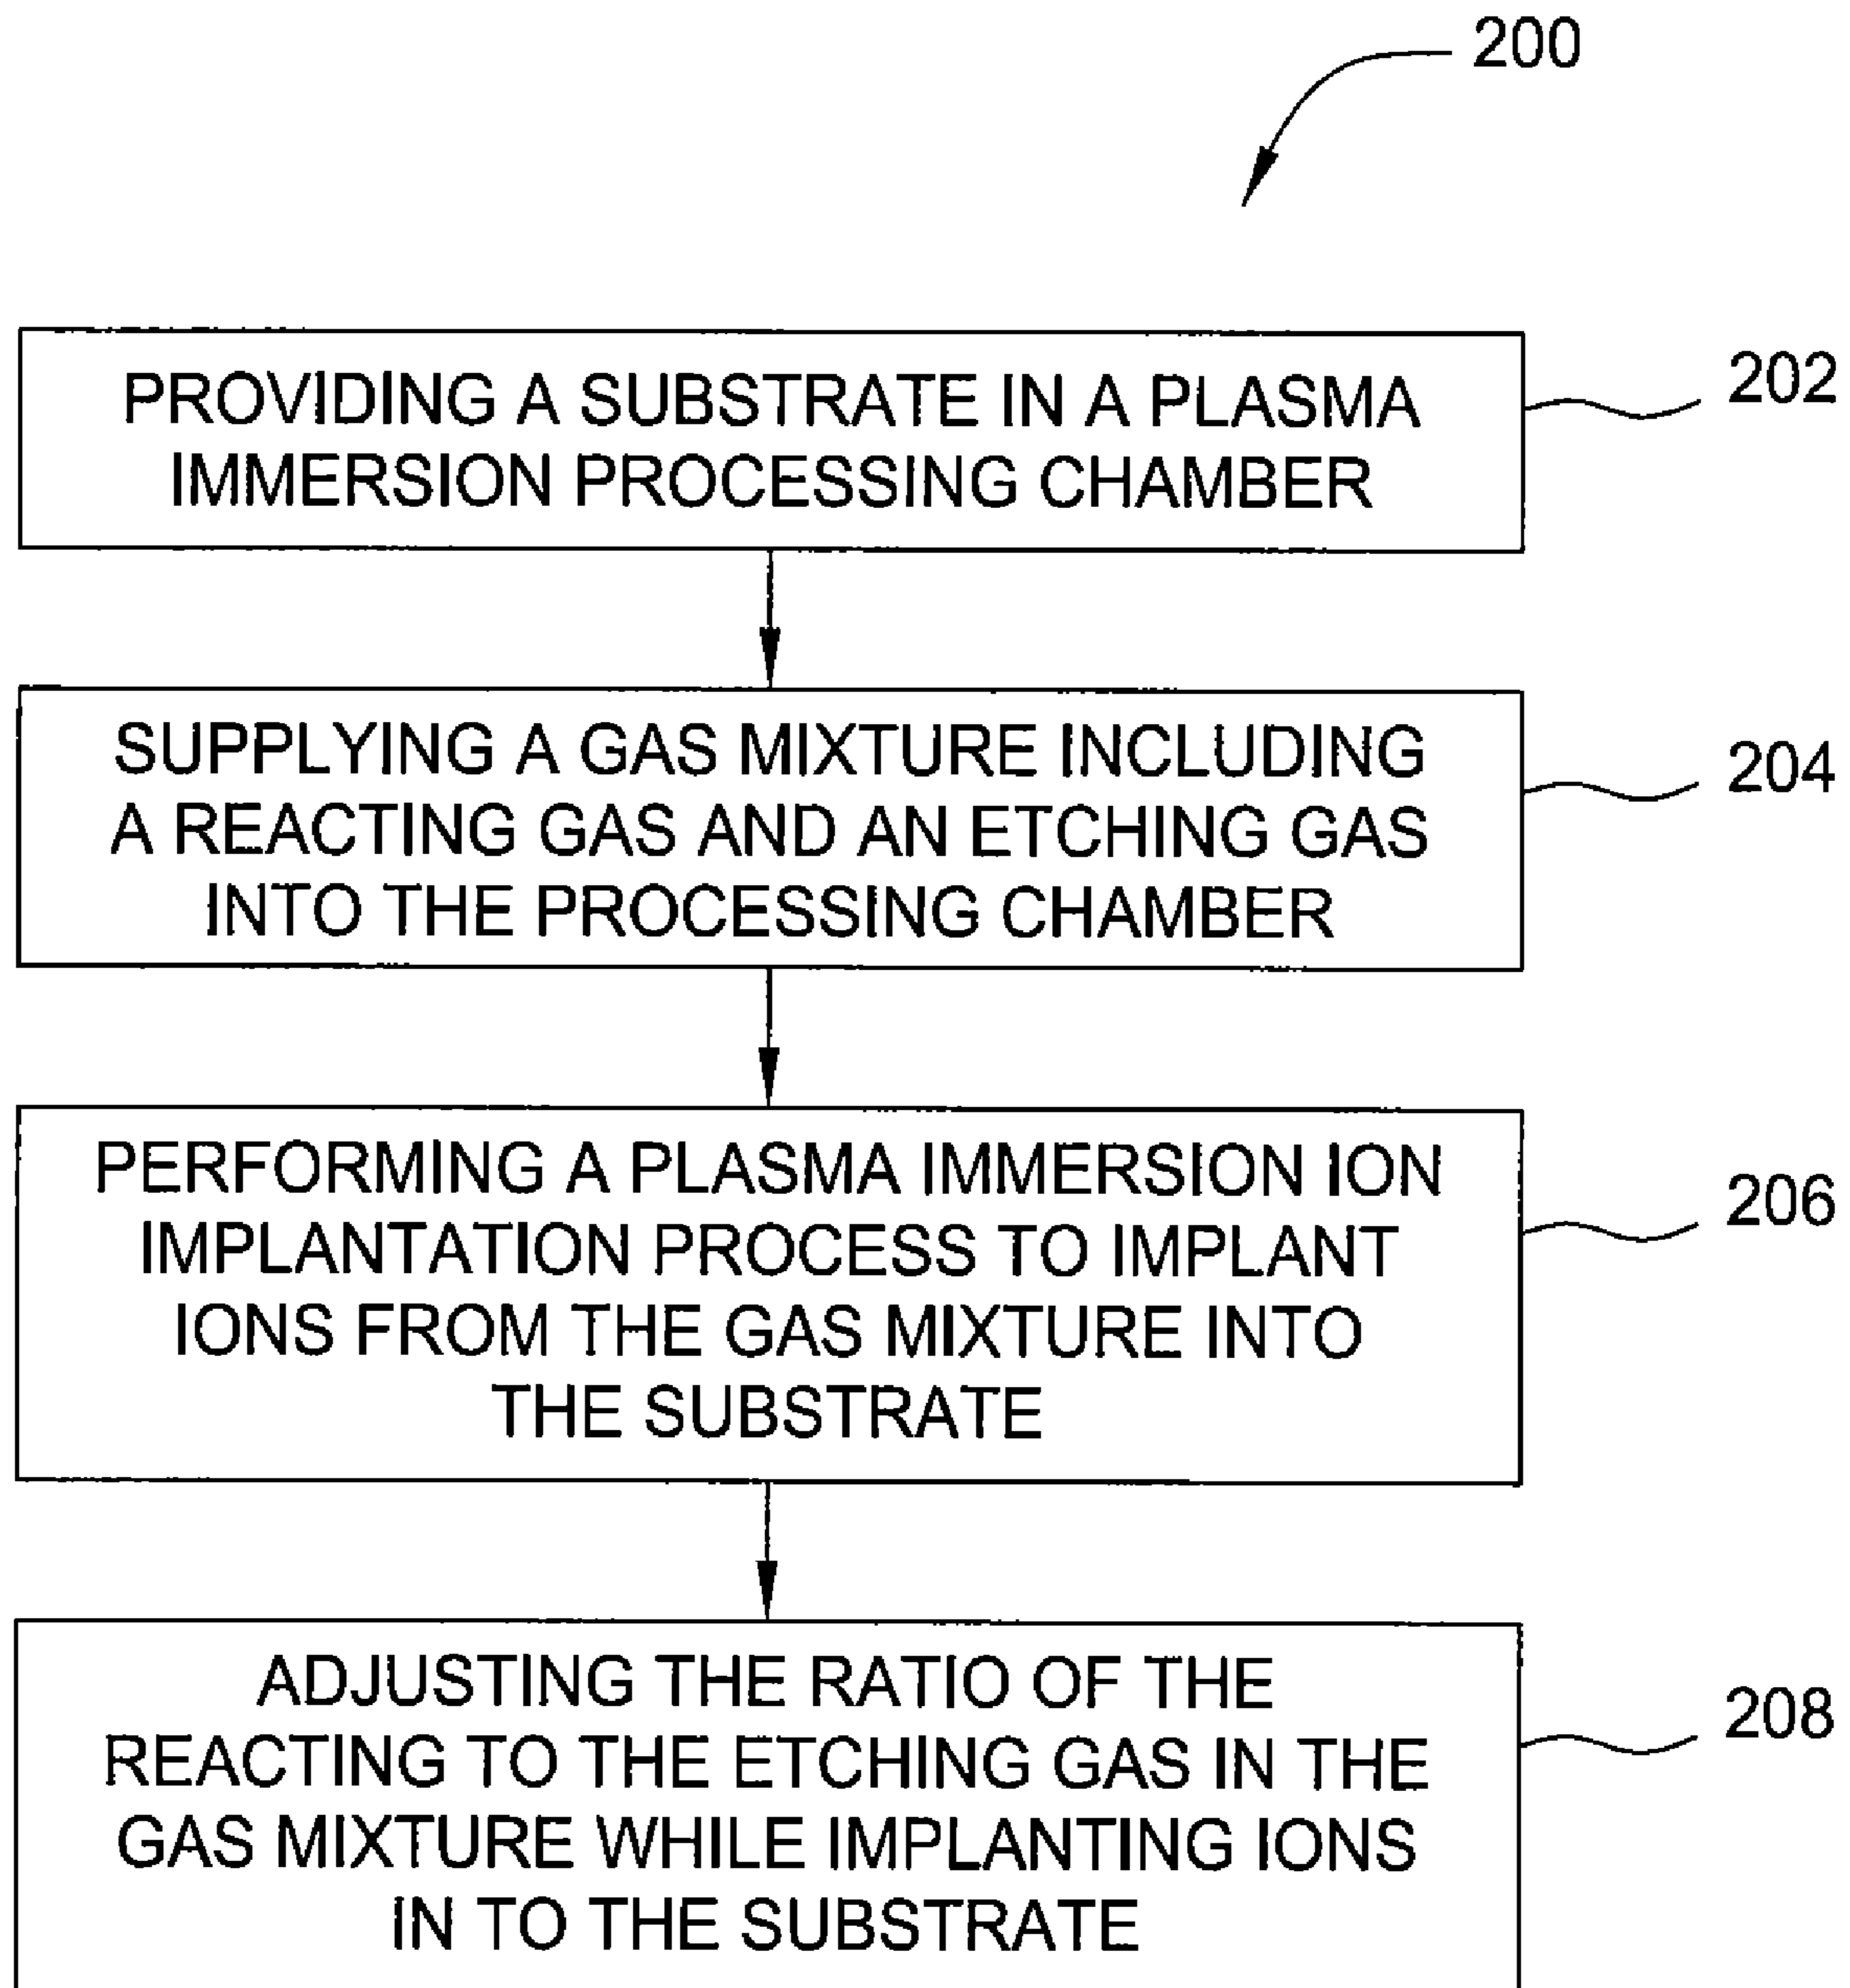 200
PROVIDING A SUBSTRATE IN A PLASMA
IMMERSION PROCESSING CHAMBER
202
SUPPLYING A GAS MIXTURE INCLUDING
A REACTING GAS AND AN ETCHING GAS
INTO THE PROCESSING CHAMBER
204
PERFORMING A PLASMA IMMERSION ION
IMPLANTATION PROCESS TO IMPLANT
IONS FROM THE GAS MIXTURE INTO
THE SUBSTRATE
206
ADJUSTING THE RATIO OF THE
REACTING TO THE ETCHING GAS IN THE
GAS MIXTURE WHILE IMPLANTING IONS
IN TO THE SUBSTRATE
208